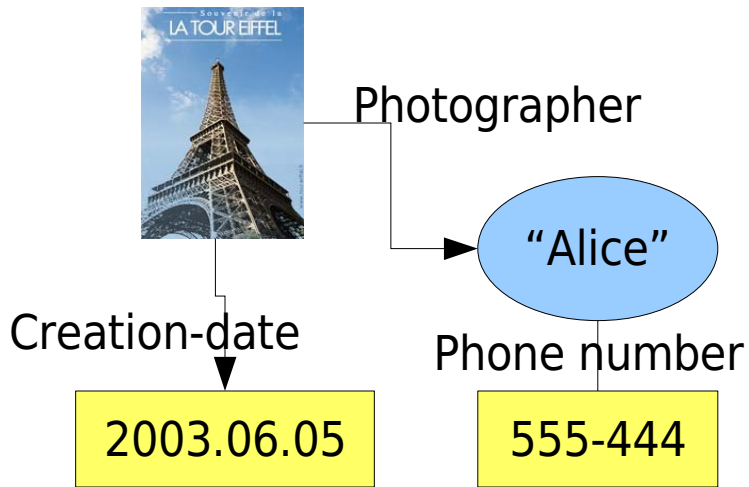 Souvenir de la
LA TOUR EIFFEL
Photographer
“Alice”
Creation-date
Phone number
2003.06.05
555-444